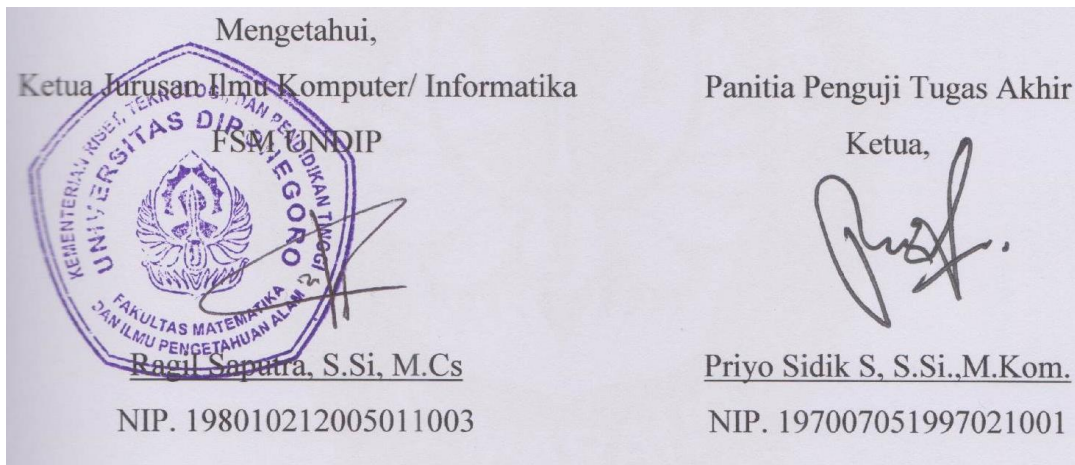 Mengetahui,
Ketua Jurusan Ilmu Komputer/ Informatika
FSM UNDIP
KEMENTERIAN RISET, TEKNOLOGI, DAN PENDIDIKAN TINGGI
UNIVERSITAS DIPONEGORO
FAKULTAS MATEMATIKA
DAN ILMU PENGETAHUAN ALAM
Ragil Saputra, S.Si, M.Cs
NIP. 198010212005011003
Panitia Penguji Tugas Akhir
Ketua,
Priyo Sidik S, S.Si.,M.Kom.
NIP. 197007051997021001